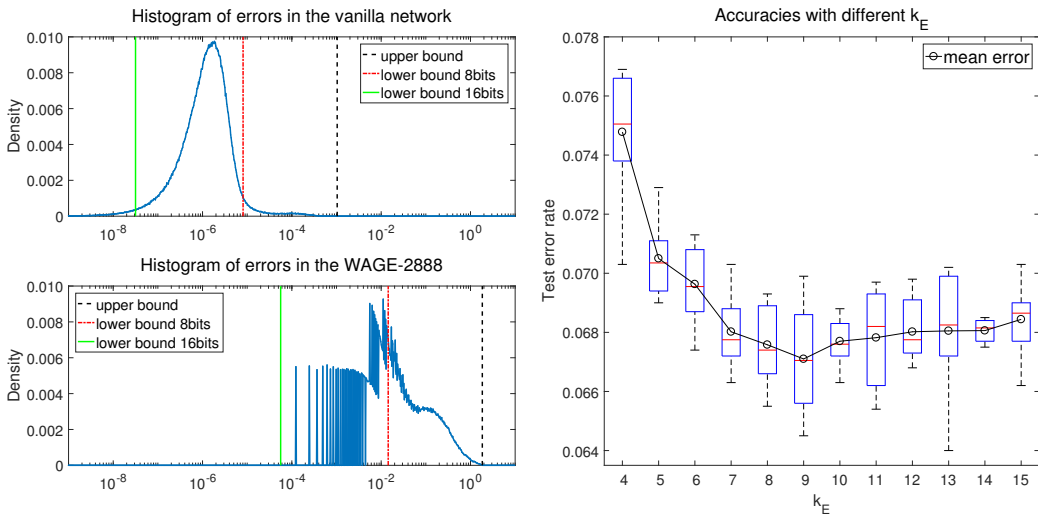 Histogram of errors in the vanilla network
0.010
0.008
0.006
0.004
0.002
0
Density
upper bound
lower bound 8bits
lower bound 16bits
10^-8 10^-6 10^-4 10^-2 10^0
Histogram of errors in the WAGE-2888
0.010
0.008
0.006
0.004
0.002
0
Density
upper bound
lower bound 8bits
lower bound 16bits
10^-8 10^-6 10^-4 10^-2 10^0
Accuracies with different k_E
0.078
0.076
0.074
0.072
0.070
0.068
0.066
0.064
Test error rate
mean error
4 5 6 7 8 9 10 11 12 13 14 15
k_E